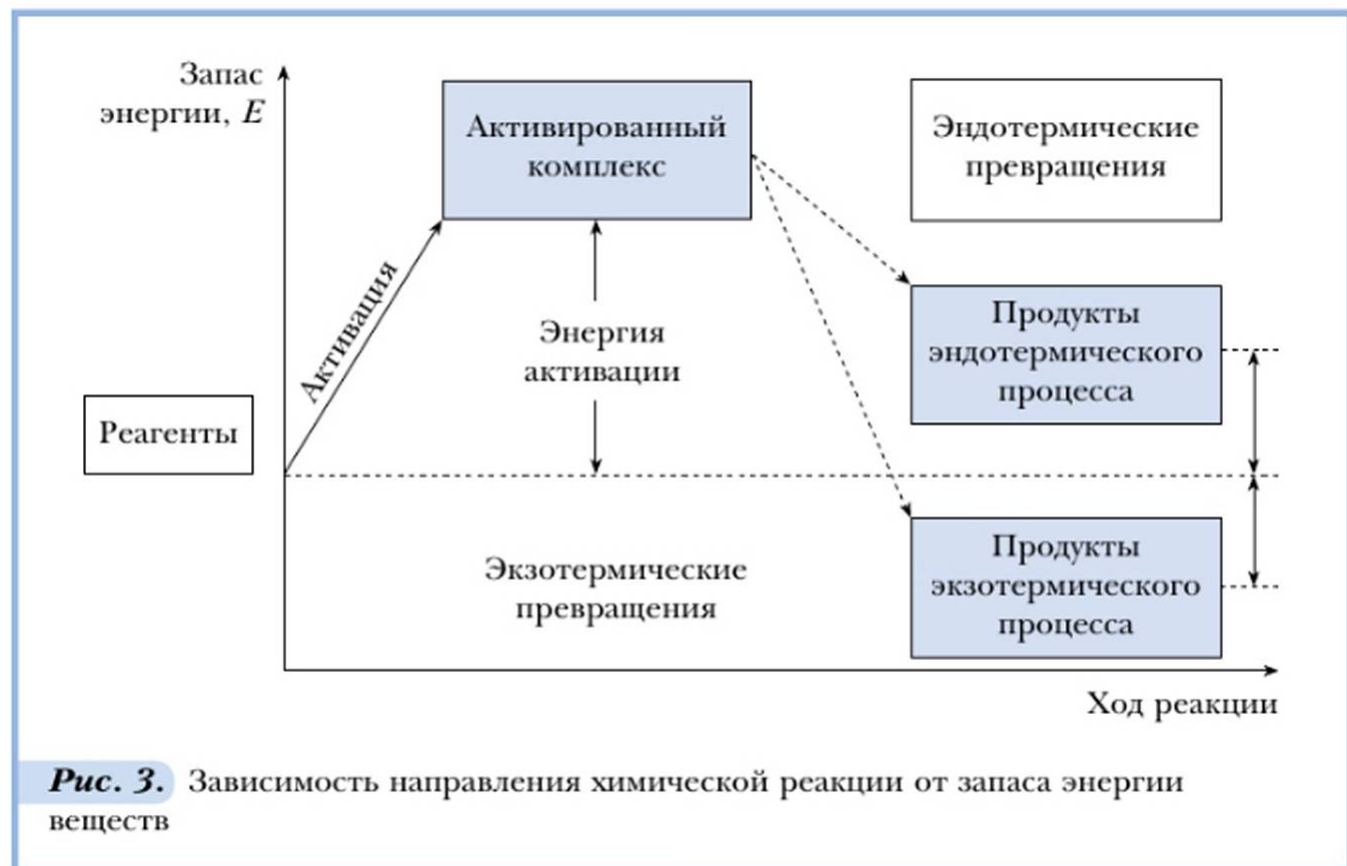 Запас
энергии, E
Активированный
комплекс
Эндотермические
превращения
Активация
Энергия
активации
Продукты
эндотермического
процесса
Реагенты
Экзотермические
превращения
Продукты
экзотермического
процесса
Ход реакции
Рис. 3. Зависимость направления химической реакции от запаса энергии
веществ